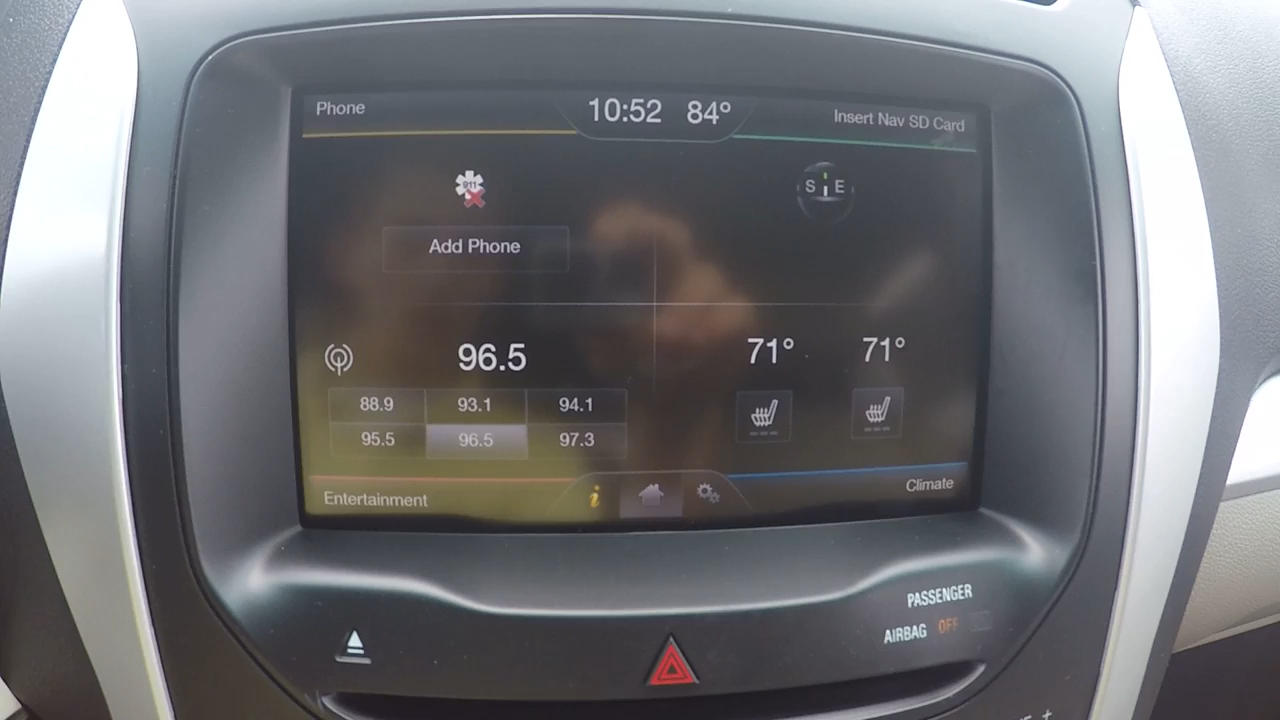 Phone
10:52 84°
Insert Nav SD Card
911
S E
Add Phone
96.5
71° 71°
88.9 93.1 94.1
95.5 96.5 97.3
Entertainment
i
Climate
PASSENGER
AIRBAG OFF